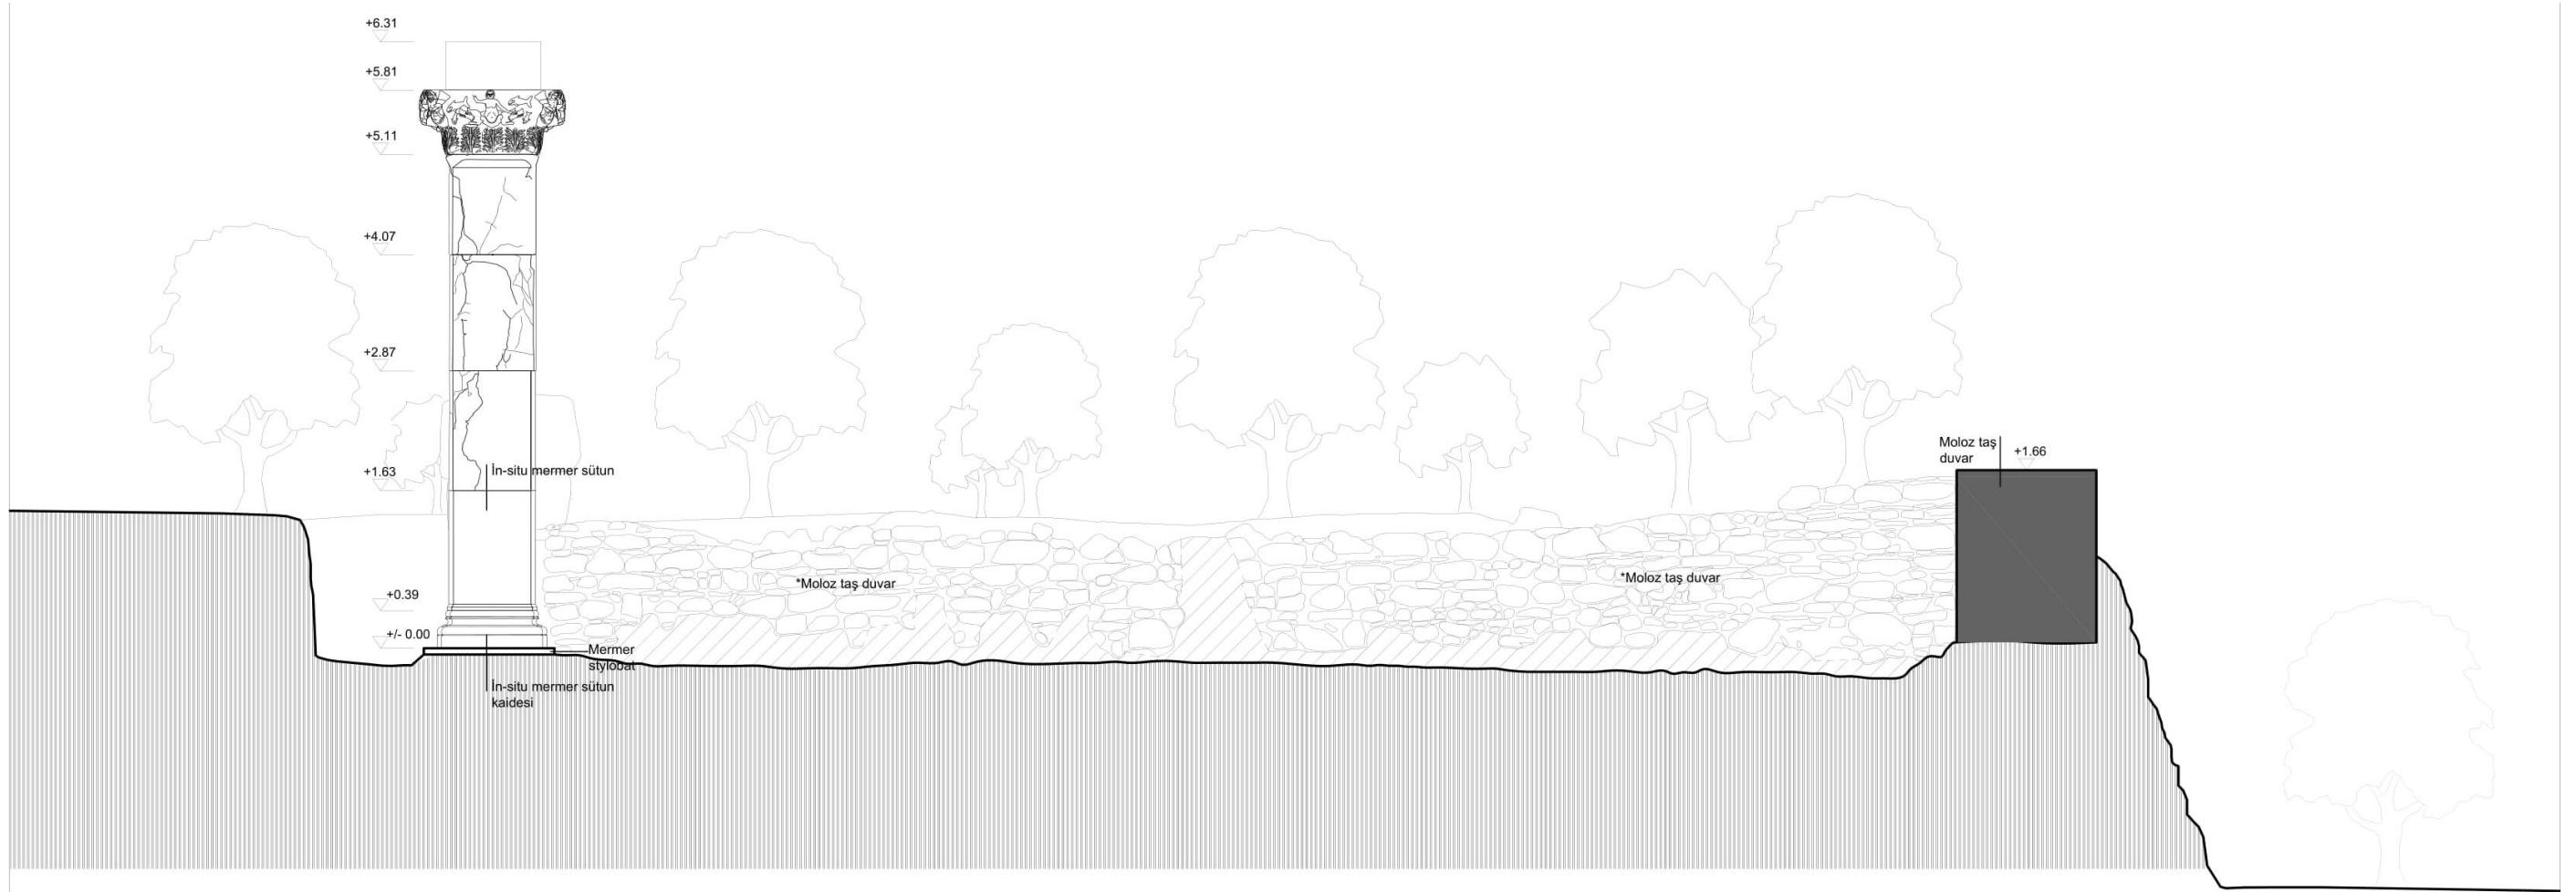 +6.31
+5.81
+5.11
+4.07
+2.87
+1.63
+0.39
+/- 0.00
İn-situ mermer sütun
Mermer
stylobat
İn-situ mermer sütun
kaidesi
*Moloz taş duvar
*Moloz taş duvar
Moloz taş
duvar
+1.66